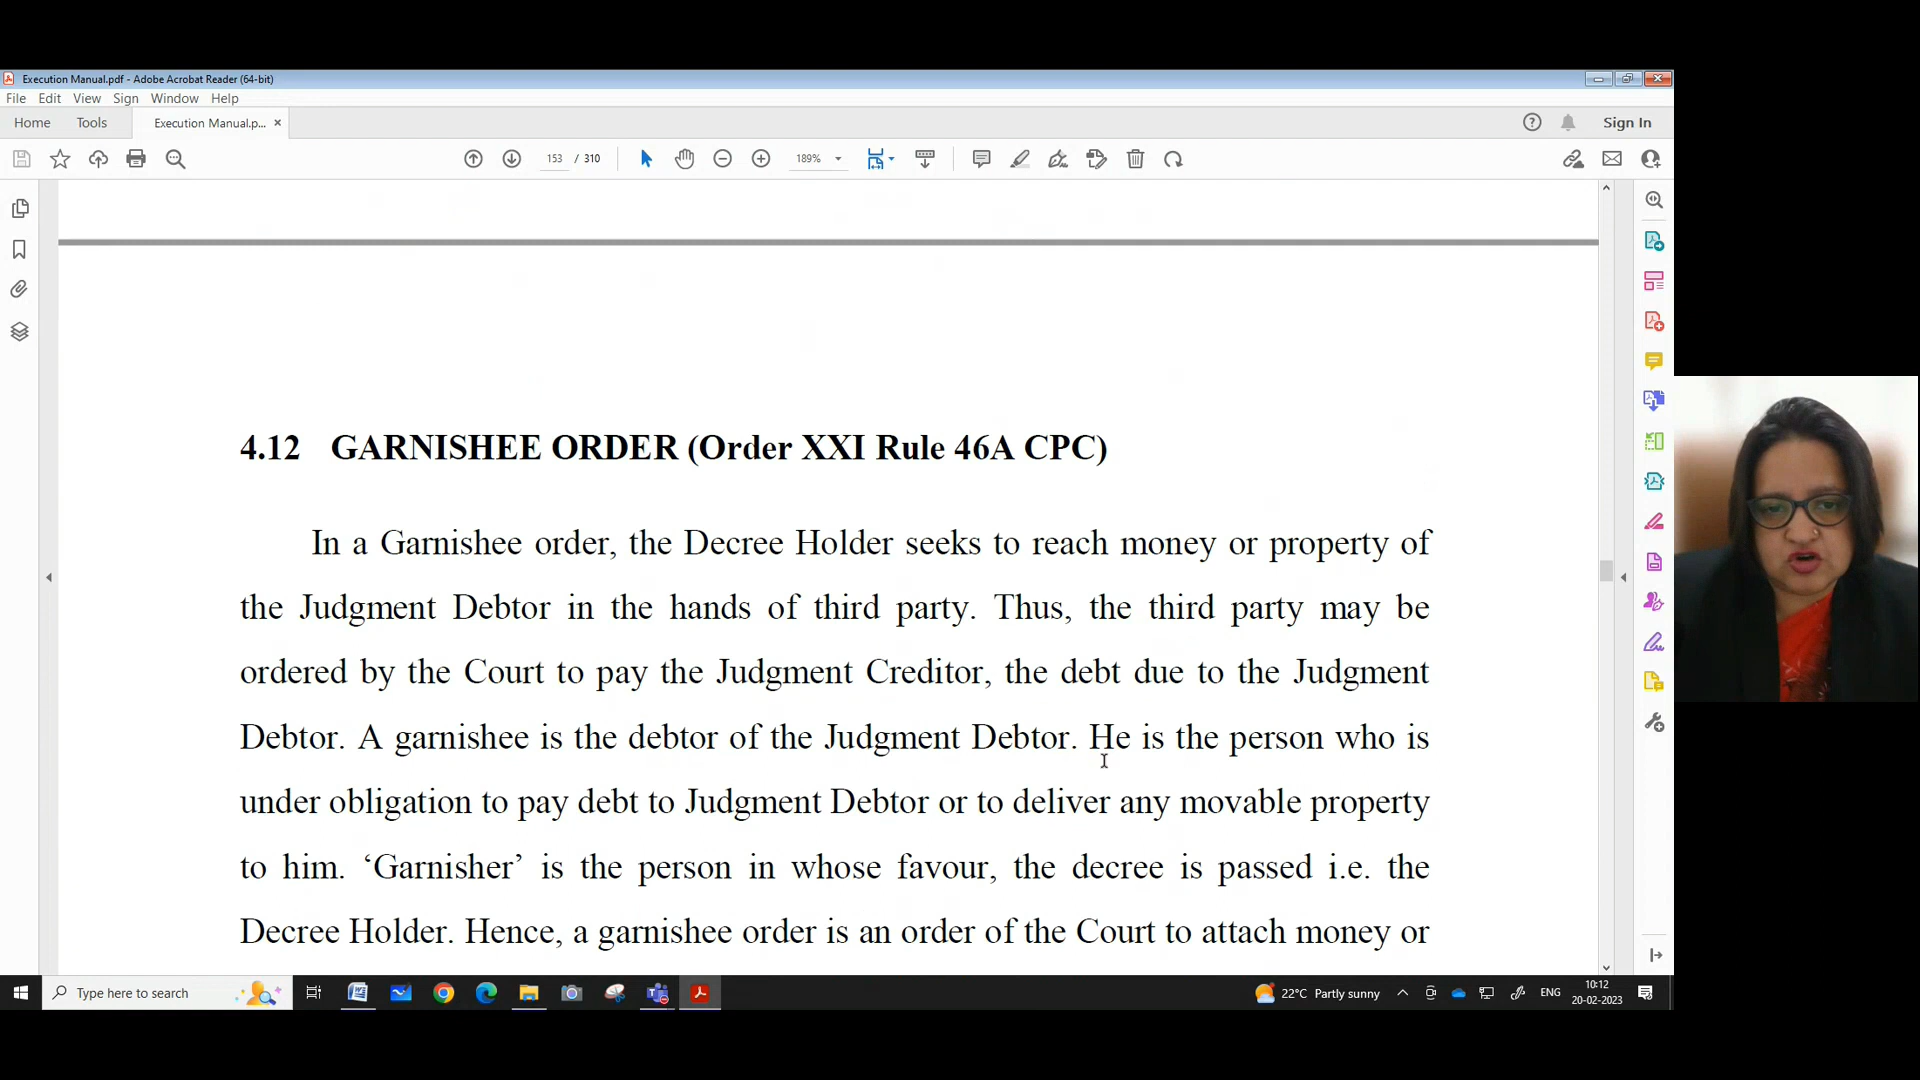 Execution Manual.pdf - Adobe Acrobat Reader (64-bit)
File Edit View Sign Window Help
Home Tools Execution Manual.p... × Sign In
153 / 310 189%
4.12 GARNISHEE ORDER (Order XXI Rule 46A CPC)
In a Garnishee order, the Decree Holder seeks to reach money or property of
the Judgment Debtor in the hands of third party. Thus, the third party may be
ordered by the Court to pay the Judgment Creditor, the debt due to the Judgment
Debtor. A garnishee is the debtor of the Judgment Debtor. He is the person who is
under obligation to pay debt to Judgment Debtor or to deliver any movable property
to him. ‘Garnisher’ is the person in whose favour, the decree is passed i.e. the
Decree Holder. Hence, a garnishee order is an order of the Court to attach money or
Type here to search 22°C Partly sunny ENG 10:12
20-02-2023